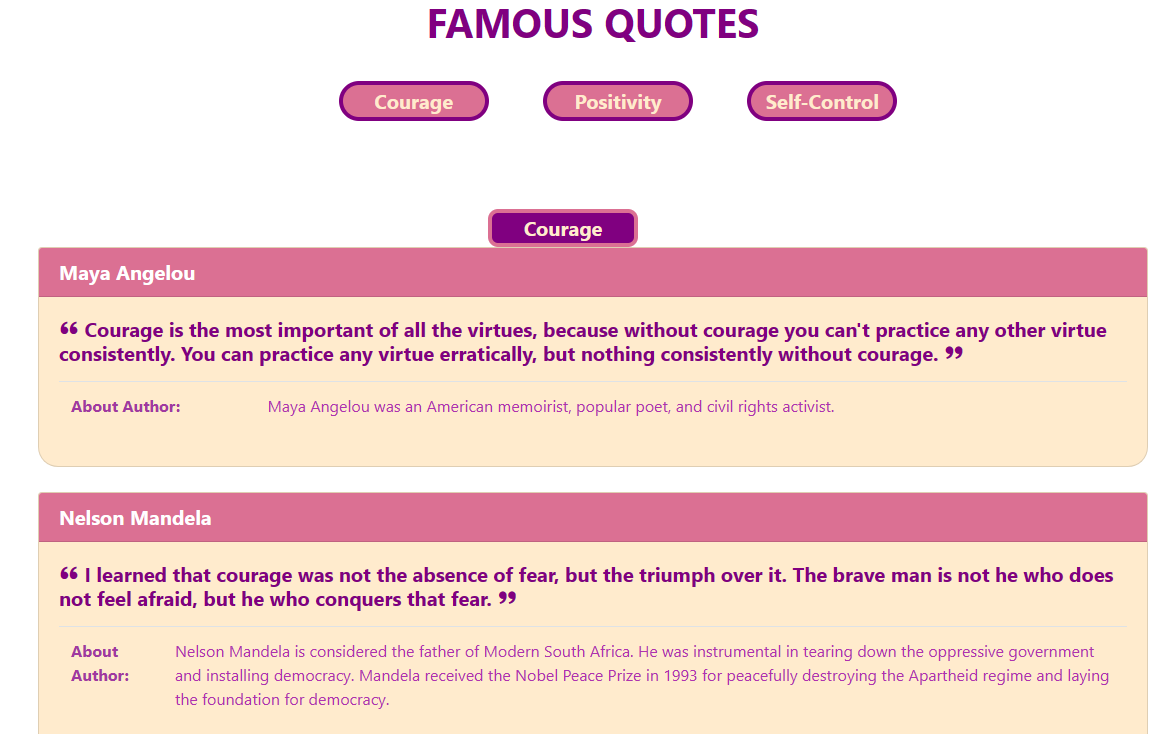 FAMOUS QUOTES
Courage Positivity Self-Control
Courage
Maya Angelou
❝ Courage is the most important of all the virtues, because without courage you can't practice any other virtue
consistently. You can practice any virtue erratically, but nothing consistently without courage. ❞
About Author: Maya Angelou was an American memoirist, popular poet, and civil rights activist.
Nelson Mandela
❝ I learned that courage was not the absence of fear, but the triumph over it. The brave man is not he who does
not feel afraid, but he who conquers that fear. ❞
About Nelson Mandela is considered the father of Modern South Africa. He was instrumental in tearing down the oppressive government
Author: and installing democracy. Mandela received the Nobel Peace Prize in 1993 for peacefully destroying the Apartheid regime and laying
the foundation for democracy.